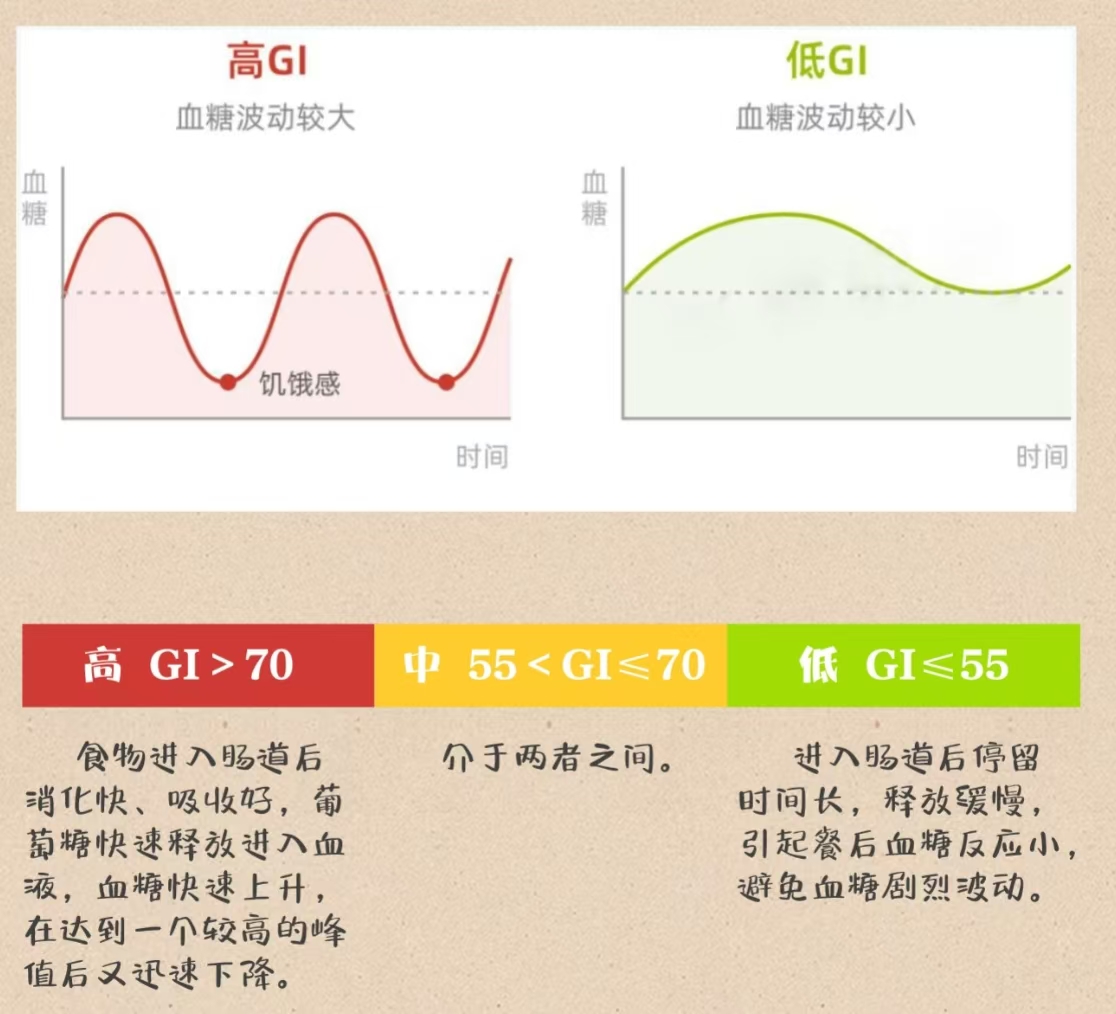 高GI
血糖波动较大
血糖
饥饿感
时间
低GI
血糖波动较小
血糖
时间
高 GI>70
食物进入肠道后
消化快、吸收好，葡
萄糖快速释放进入血
液，血糖快速上升，
在达到一个较高的峰
值后又迅速下降。
中 55<GI≤70
介于两者之间。
低 GI≤55
进入肠道后停留
时间长，释放缓慢，
引起餐后血糖反应小，
避免血糖剧烈波动。